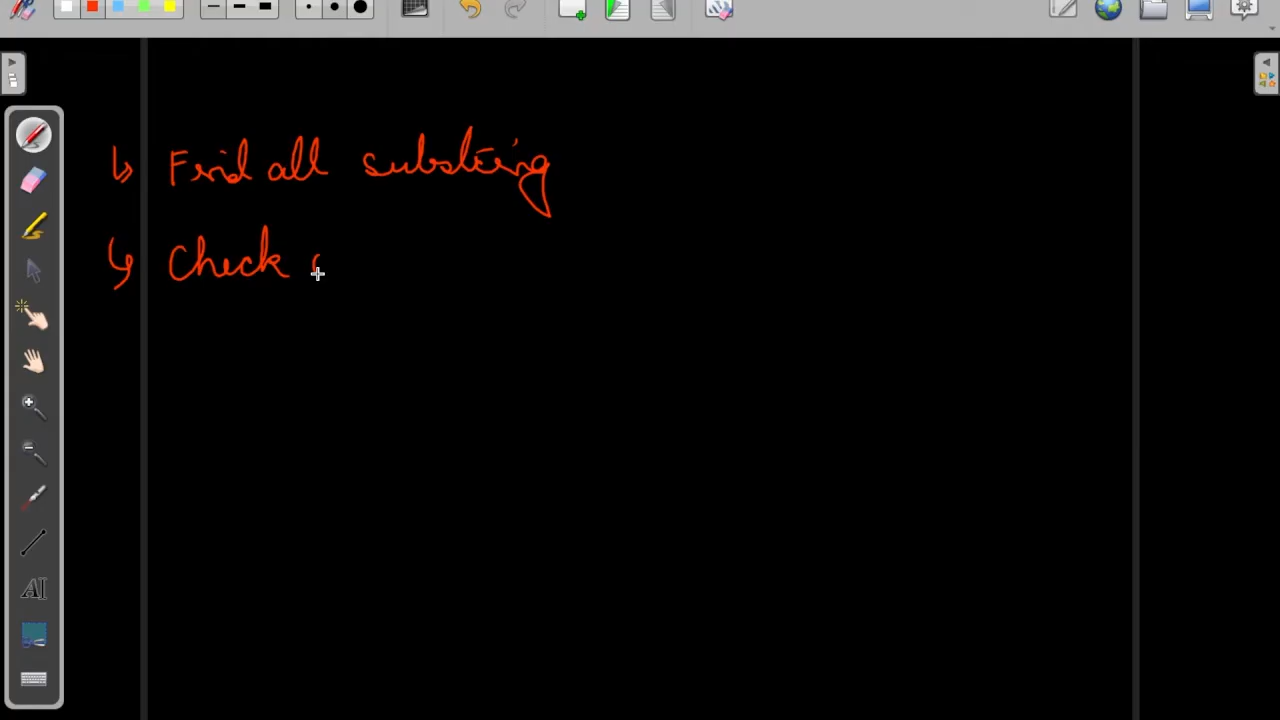 ↳ Find all substring
↳ Check